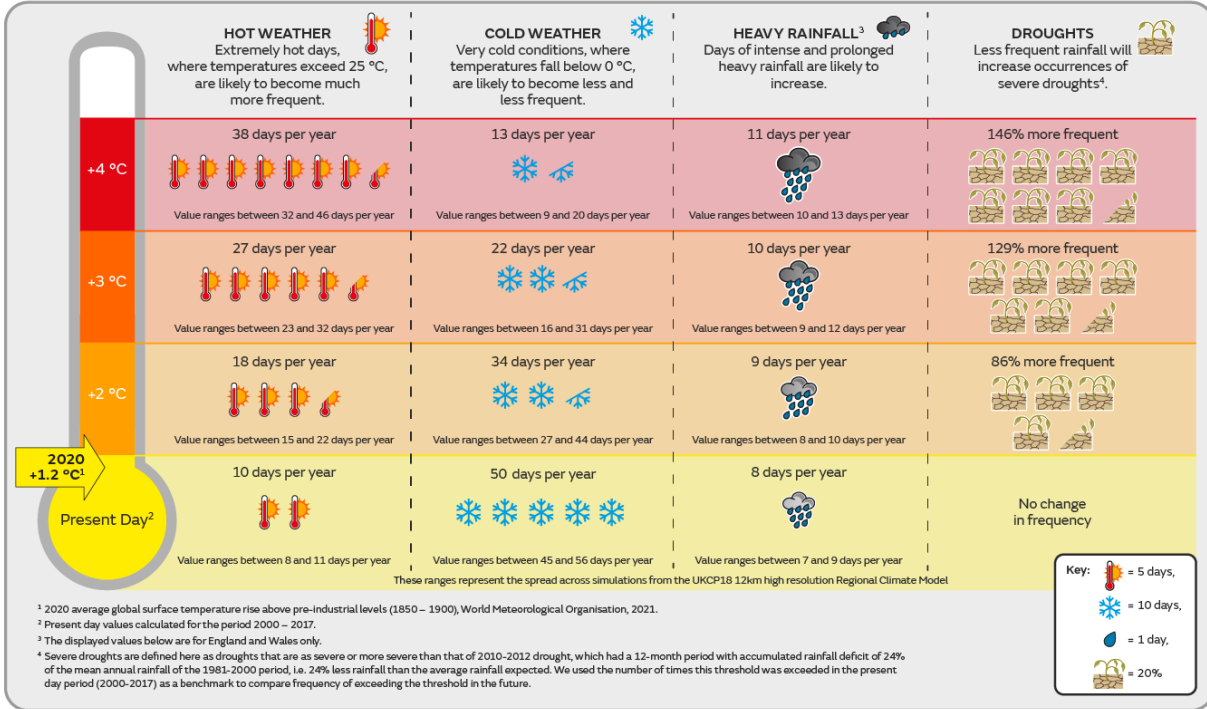 HOT WEATHER
Extremely hot days,
where temperatures exceed 25 °C,
are likely to become much
more frequent.
COLD WEATHER
Very cold conditions, where
temperatures fall below 0 °C,
are likely to become less and
less frequent.
HEAVY RAINFALL³
Days of intense and prolonged
heavy rainfall are likely to
increase.
DROUGHTS
Less frequent rainfall will
increase occurrences of
severe droughts⁴.
+4 °C
38 days per year
Value ranges between 32 and 46 days per year
13 days per year
Value ranges between 9 and 20 days per year
11 days per year
Value ranges between 10 and 13 days per year
146% more frequent
+3 °C
27 days per year
Value ranges between 23 and 32 days per year
22 days per year
Value ranges between 16 and 31 days per year
10 days per year
Value ranges between 9 and 12 days per year
129% more frequent
+2 °C
18 days per year
Value ranges between 15 and 22 days per year
34 days per year
Value ranges between 27 and 44 days per year
9 days per year
Value ranges between 8 and 10 days per year
86% more frequent
2020
+1.2 °C¹
Present Day²
10 days per year
Value ranges between 8 and 11 days per year
50 days per year
Value ranges between 45 and 56 days per year
8 days per year
Value ranges between 7 and 9 days per year
No change
in frequency
These ranges represent the spread across simulations from the UKCP18 12km high resolution Regional Climate Model
Key:
= 5 days,
= 10 days,
= 1 day,
= 20%
¹ 2020 average global surface temperature rise above pre-industrial levels (1850 – 1900), World Meteorological Organisation, 2021.
² Present day values calculated for the period 2000 – 2017.
³ The displayed values below are for England and Wales only.
⁴ Severe droughts are defined here as droughts that are as severe or more severe than that of 2010-2012 drought, which had a 12-month period with accumulated rainfall deficit of 24%
of the mean annual rainfall of the 1981-2000 period, i.e. 24% less rainfall than the average rainfall expected. We used the number of times this threshold was exceeded in the present
day period (2000-2017) as a benchmark to compare frequency of exceeding the threshold in the future.